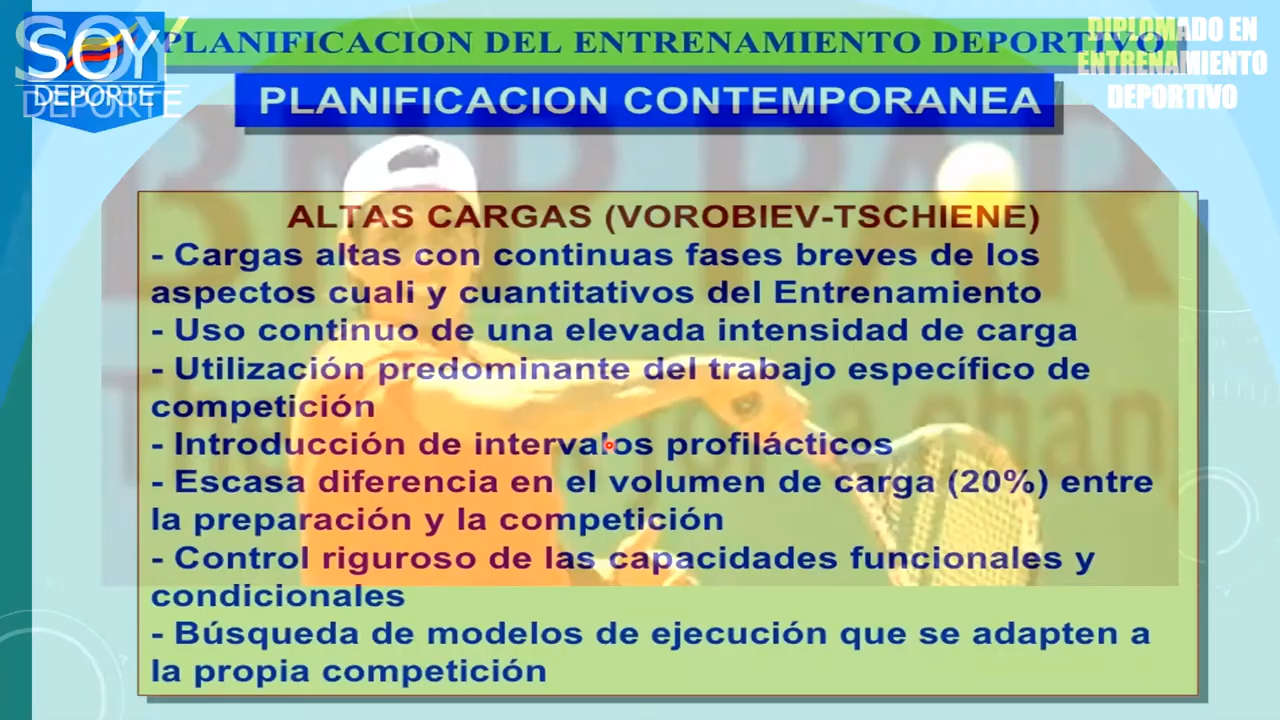 SOY
DEPORTE
PLANIFICACION DEL ENTRENAMIENTO DEPORTIVO
DIPLOMADO EN
ENTRENAMIENTO
DEPORTIVO
PLANIFICACION CONTEMPORANEA
ALTAS CARGAS (VOROBIEV-TSCHIENE)
- Cargas altas con continuas fases breves de los
aspectos cuali y cuantitativos del Entrenamiento
- Uso continuo de una elevada intensidad de carga
- Utilización predominante del trabajo específico de
competición
- Introducción de intervalos profilácticos
- Escasa diferencia en el volumen de carga (20%) entre
la preparación y la competición
- Control riguroso de las capacidades funcionales y
condicionales
- Búsqueda de modelos de ejecución que se adapten a
la propia competición